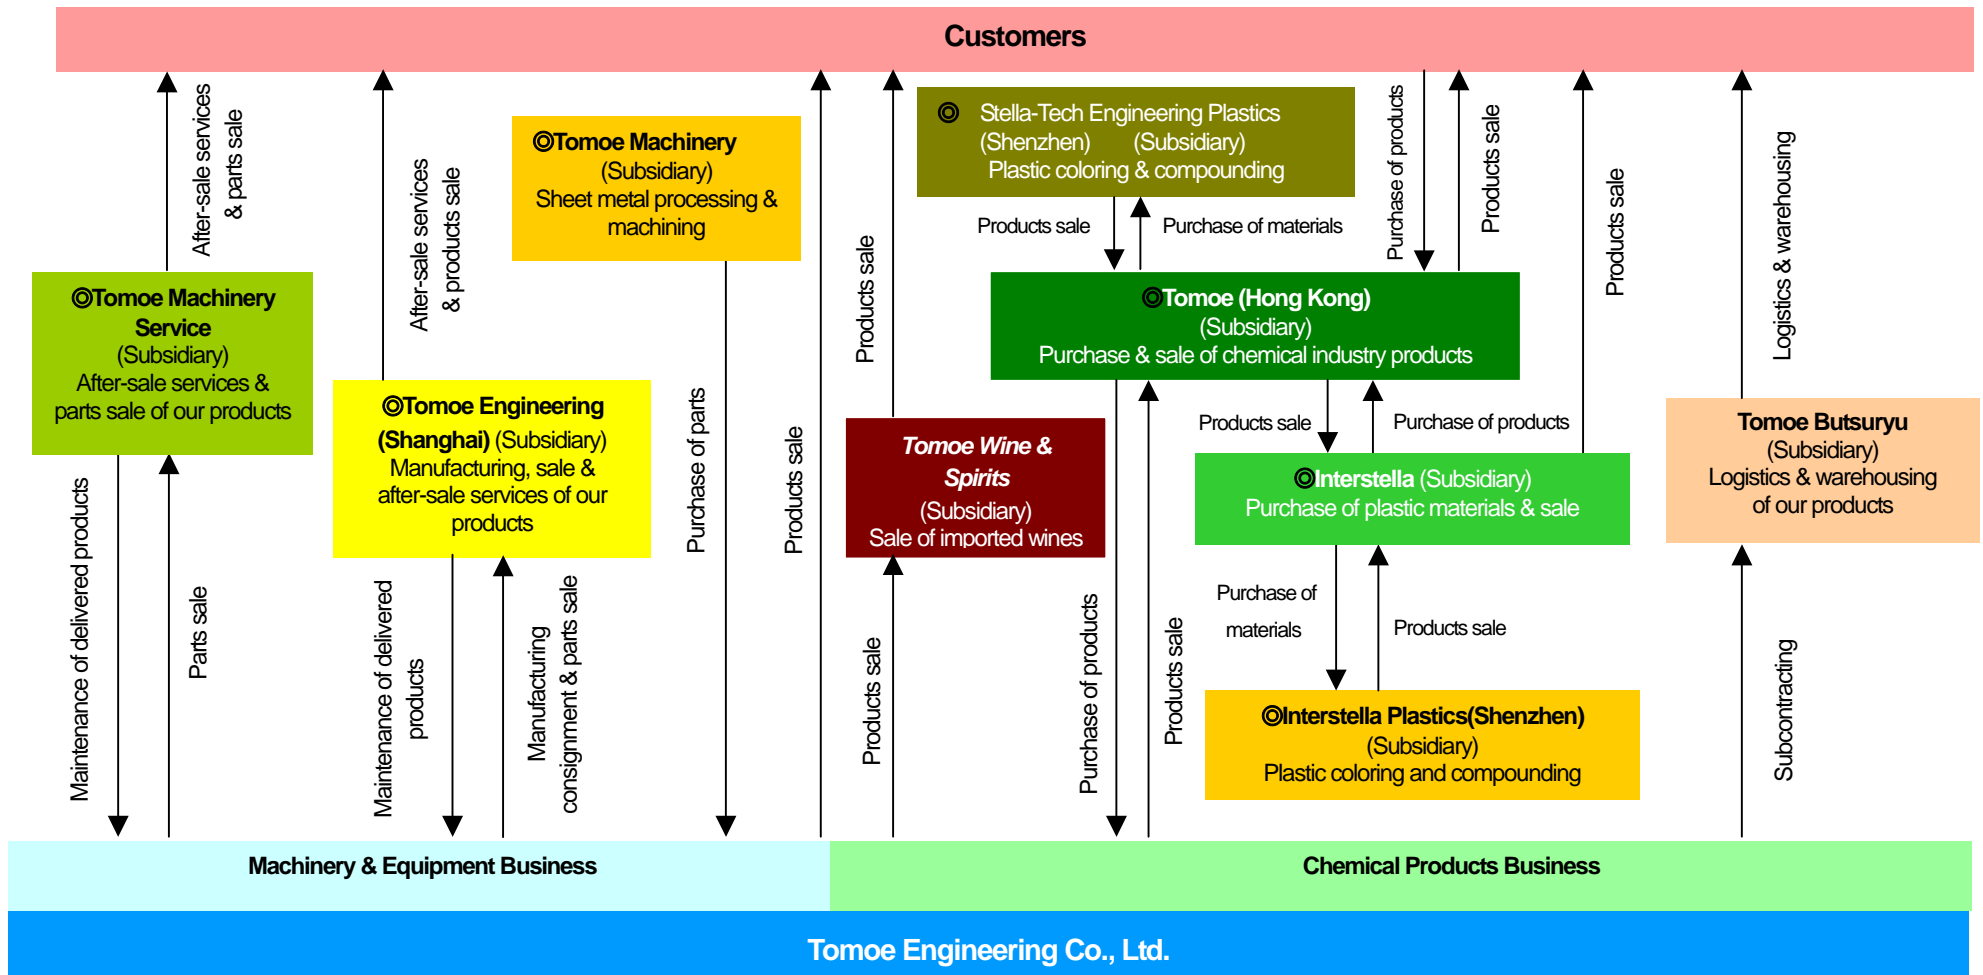 Customers
After-sale services
& parts sale
After-sale services
& products sale
◎Tomoe Machinery
(Subsidiary)
Sheet metal processing &
machining
Products sale
◎ Stella-Tech Engineering Plastics
(Shenzhen) (Subsidiary)
Plastic coloring & compounding
Purchase of products
Products sale
Products sale
Logistics & warehousing
Products sale
Purchase of materials
◎Tomoe Machinery
Service
(Subsidiary)
After-sale services &
parts sale of our products
◎Tomoe (Hong Kong)
(Subsidiary)
Purchase & sale of chemical industry products
◎Tomoe Engineering
(Shanghai) (Subsidiary)
Manufacturing, sale &
after-sale services of our
products
Purchase of parts
Products sale
Tomoe Wine &
Spirits
(Subsidiary)
Sale of imported wines
Products sale
Purchase of products
◎Interstella (Subsidiary)
Purchase of plastic materials & sale
Tomoe Butsuryu
(Subsidiary)
Logistics & warehousing
of our products
Maintenance of delivered products
Parts sale
Maintenance of delivered
products
Manufacturing
consignment & parts sale
Products sale
Purchase of products
Products sale
Purchase of
materials
Products sale
Subcontracting
◎Interstella Plastics(Shenzhen)
(Subsidiary)
Plastic coloring and compounding
Machinery & Equipment Business
Chemical Products Business
Tomoe Engineering Co., Ltd.